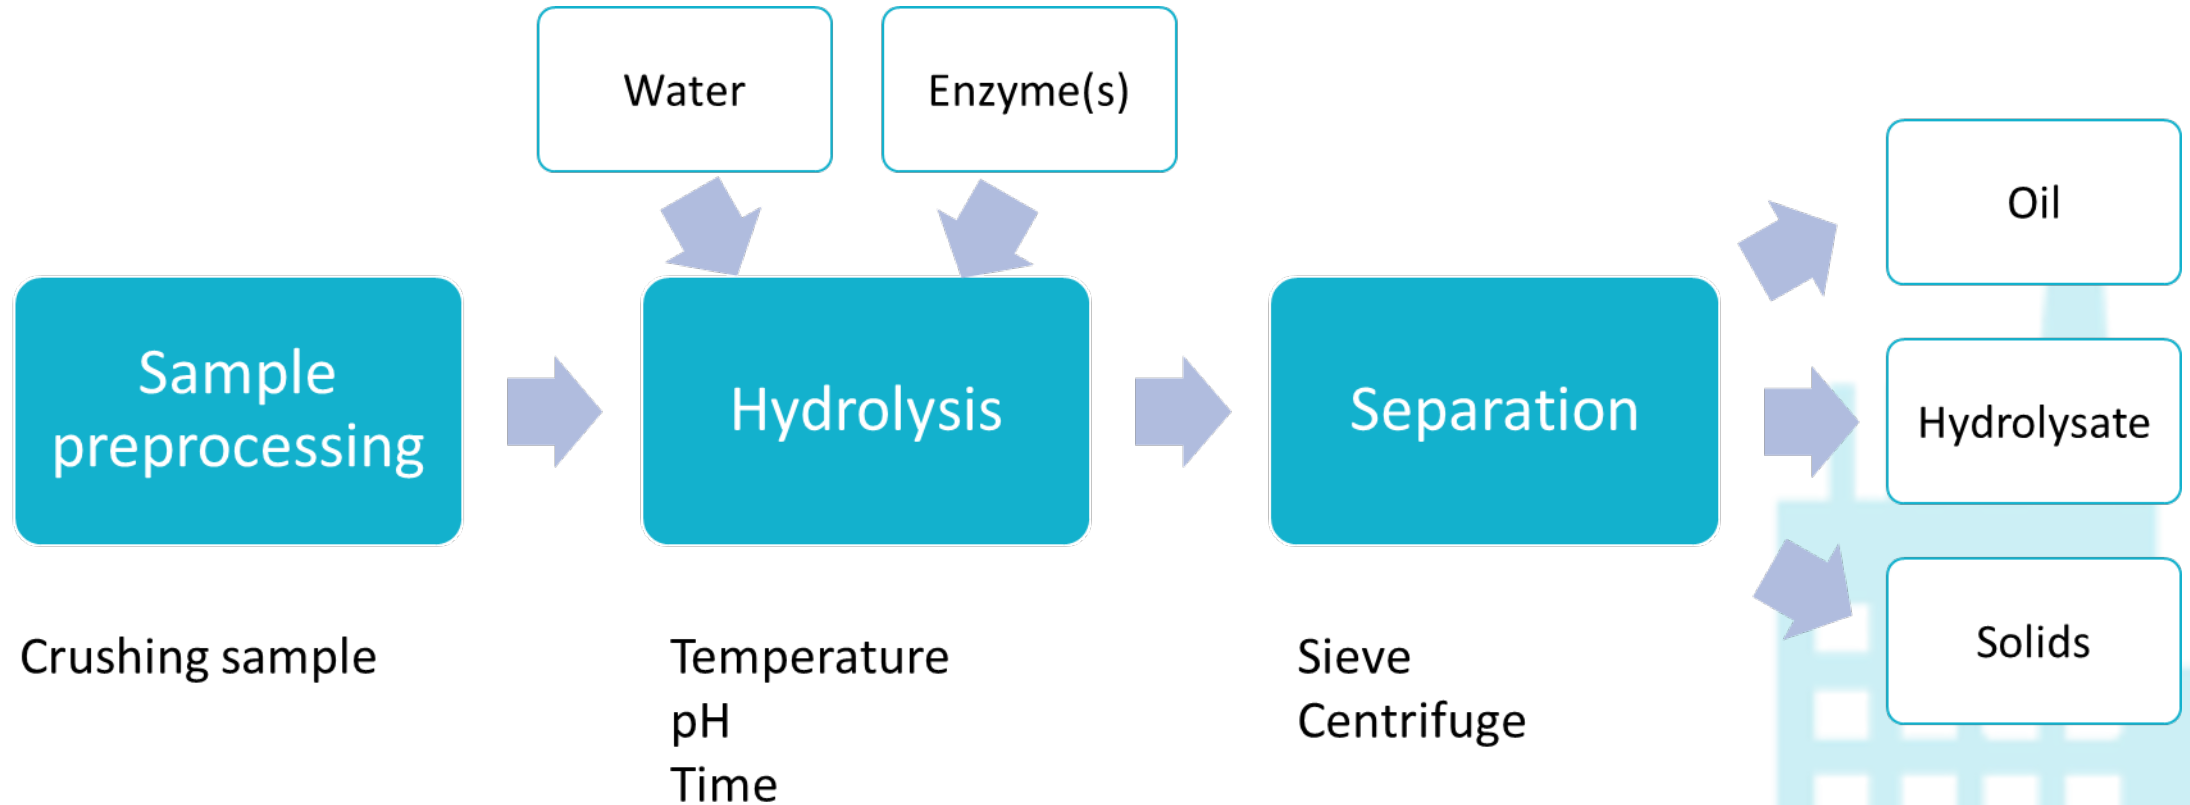 Water
Enzyme(s)
Oil
Sample
preprocessing
Hydrolysis
Separation
Hydrolysate
Solids
Crushing sample
Temperature
pH
Time
Sieve
Centrifuge